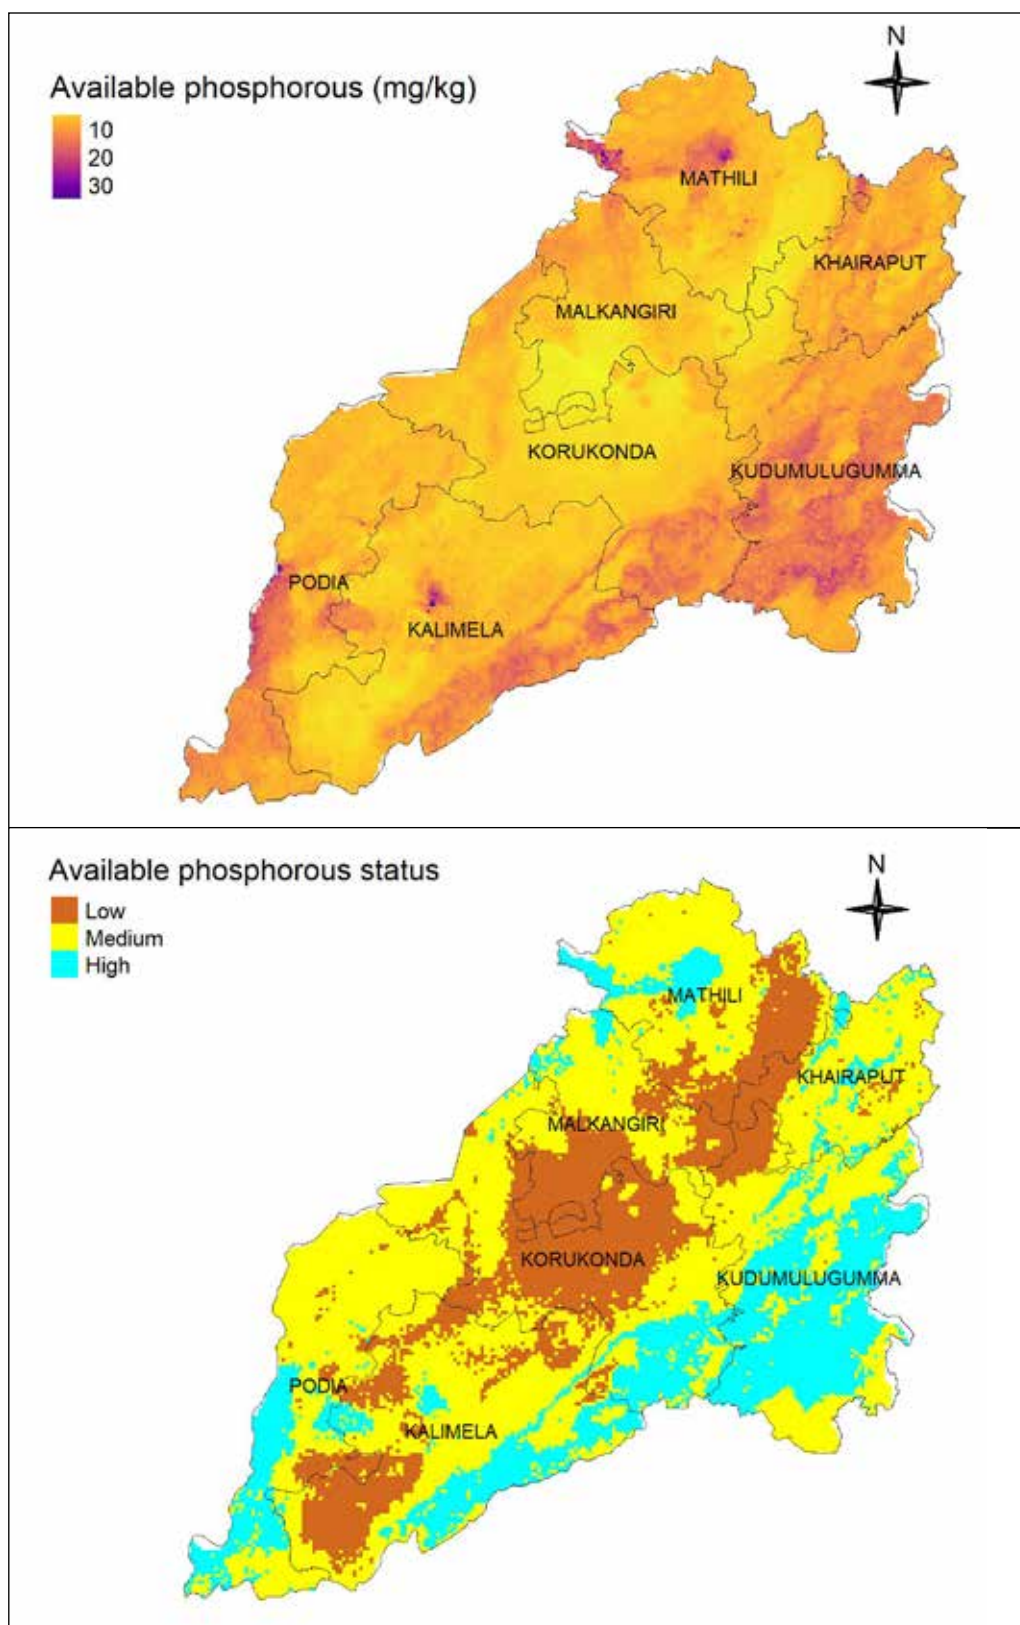 N
Available phosphorous (mg/kg)
10
20
30
MATHILI
KHAIRAPUT
MALKANGIRI
KORUKONDA
KUDUMULUGUMMA
PODIA
KALIMELA
Available phosphorous status
N
Low
Medium
High
MATHILI
KHAIRAPUT
MALKANGIRI
KORUKONDA
KUDUMULUGUMMA
PODIA
KALIMELA